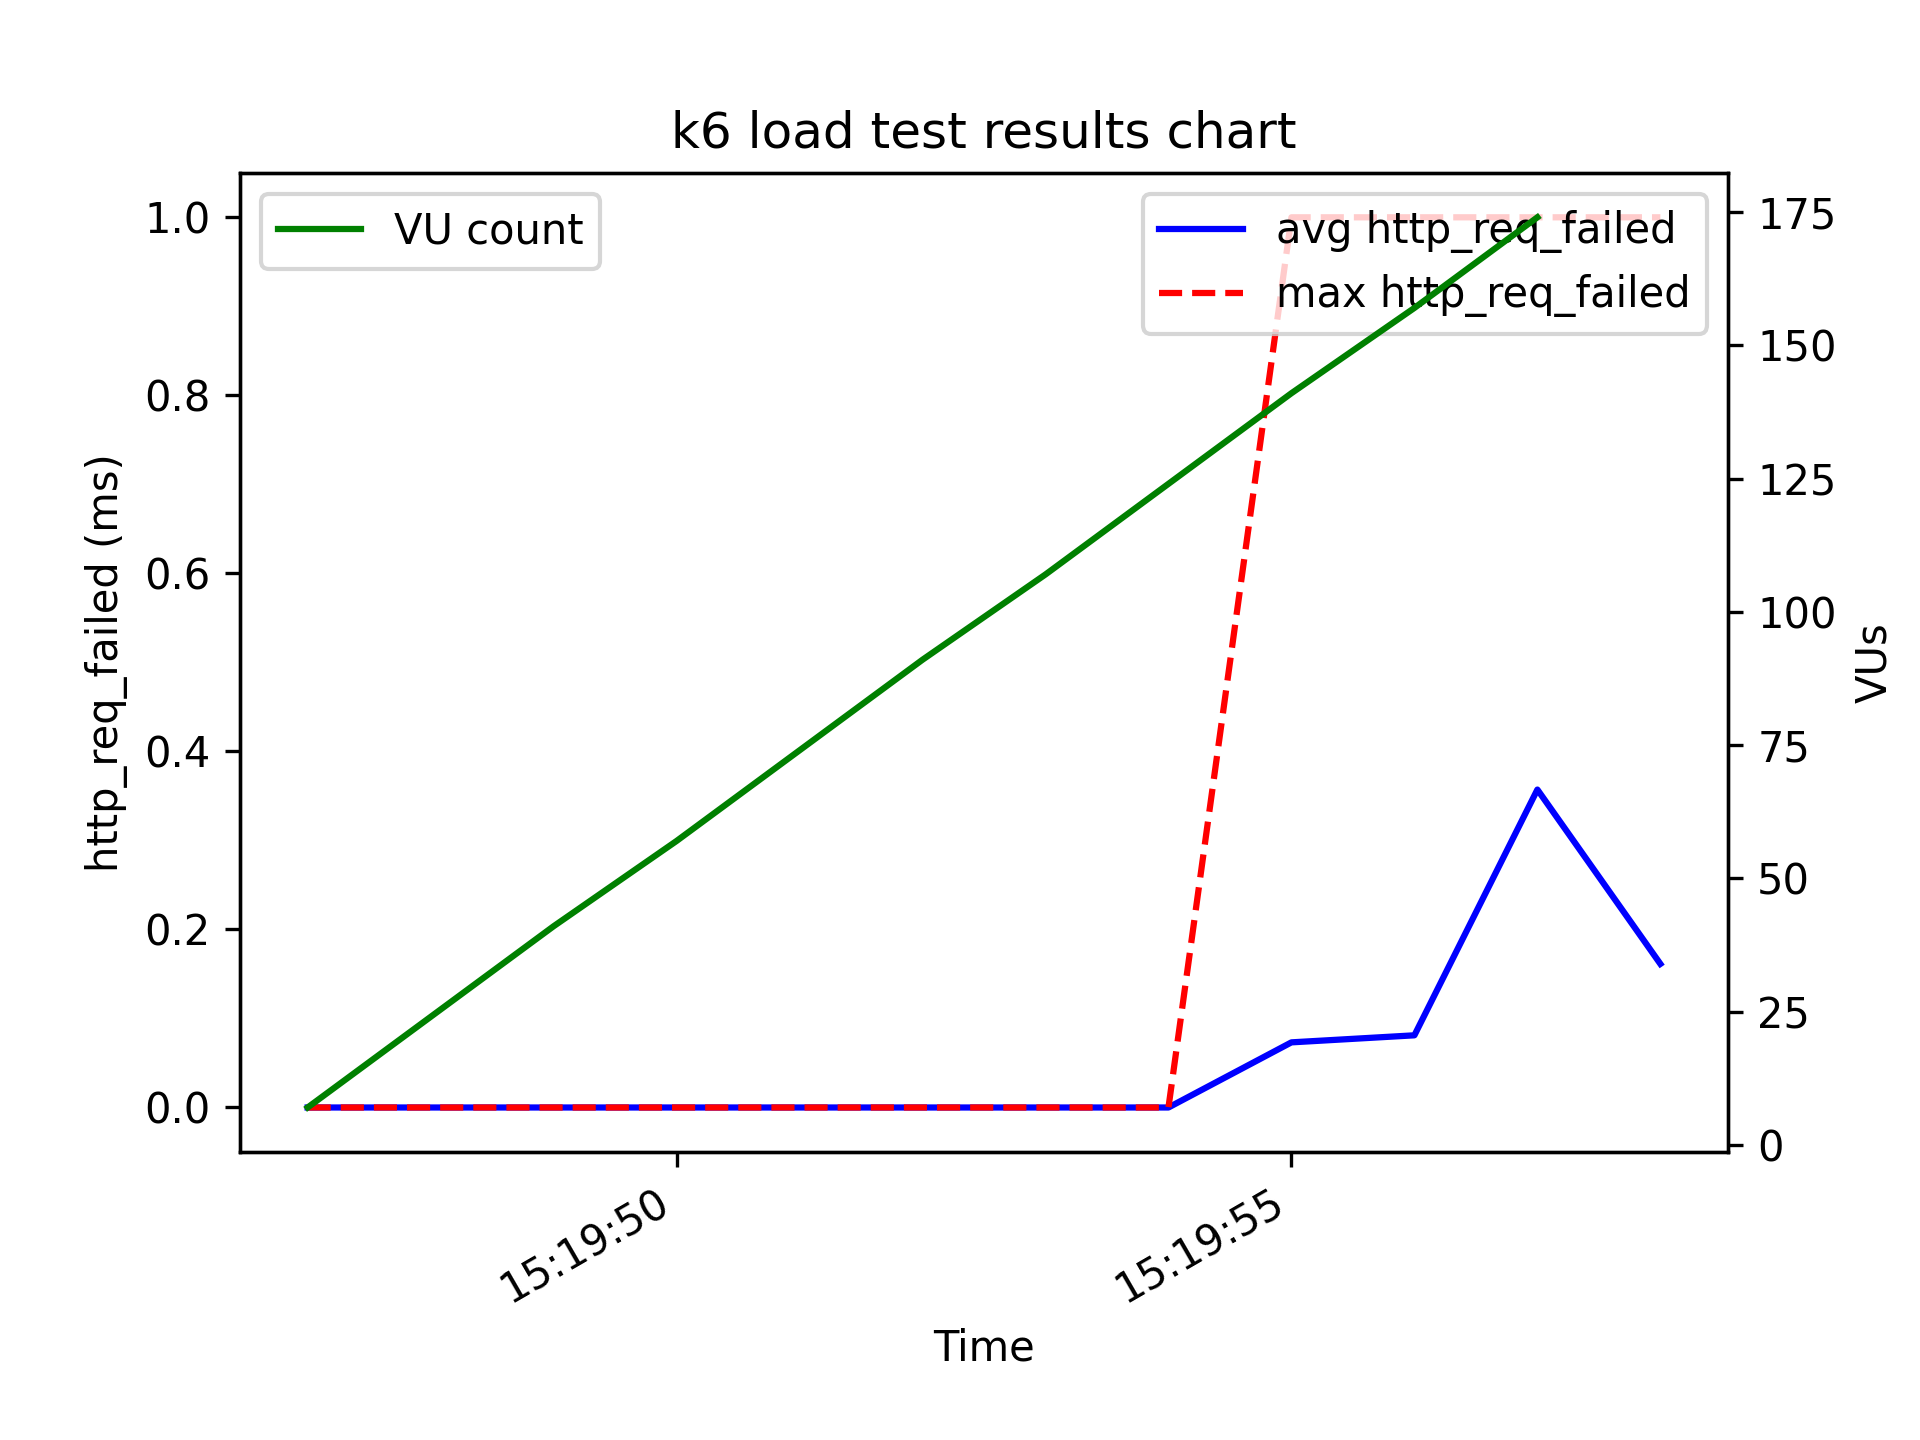 k6 load test results chart
VU count
avg http_req_failed
max http_req_failed
1.0
0.8
0.6
0.4
0.2
0.0
http_req_failed (ms)
175
150
125
100
75
50
25
0
VUs
15:19:50
15:19:55
Time